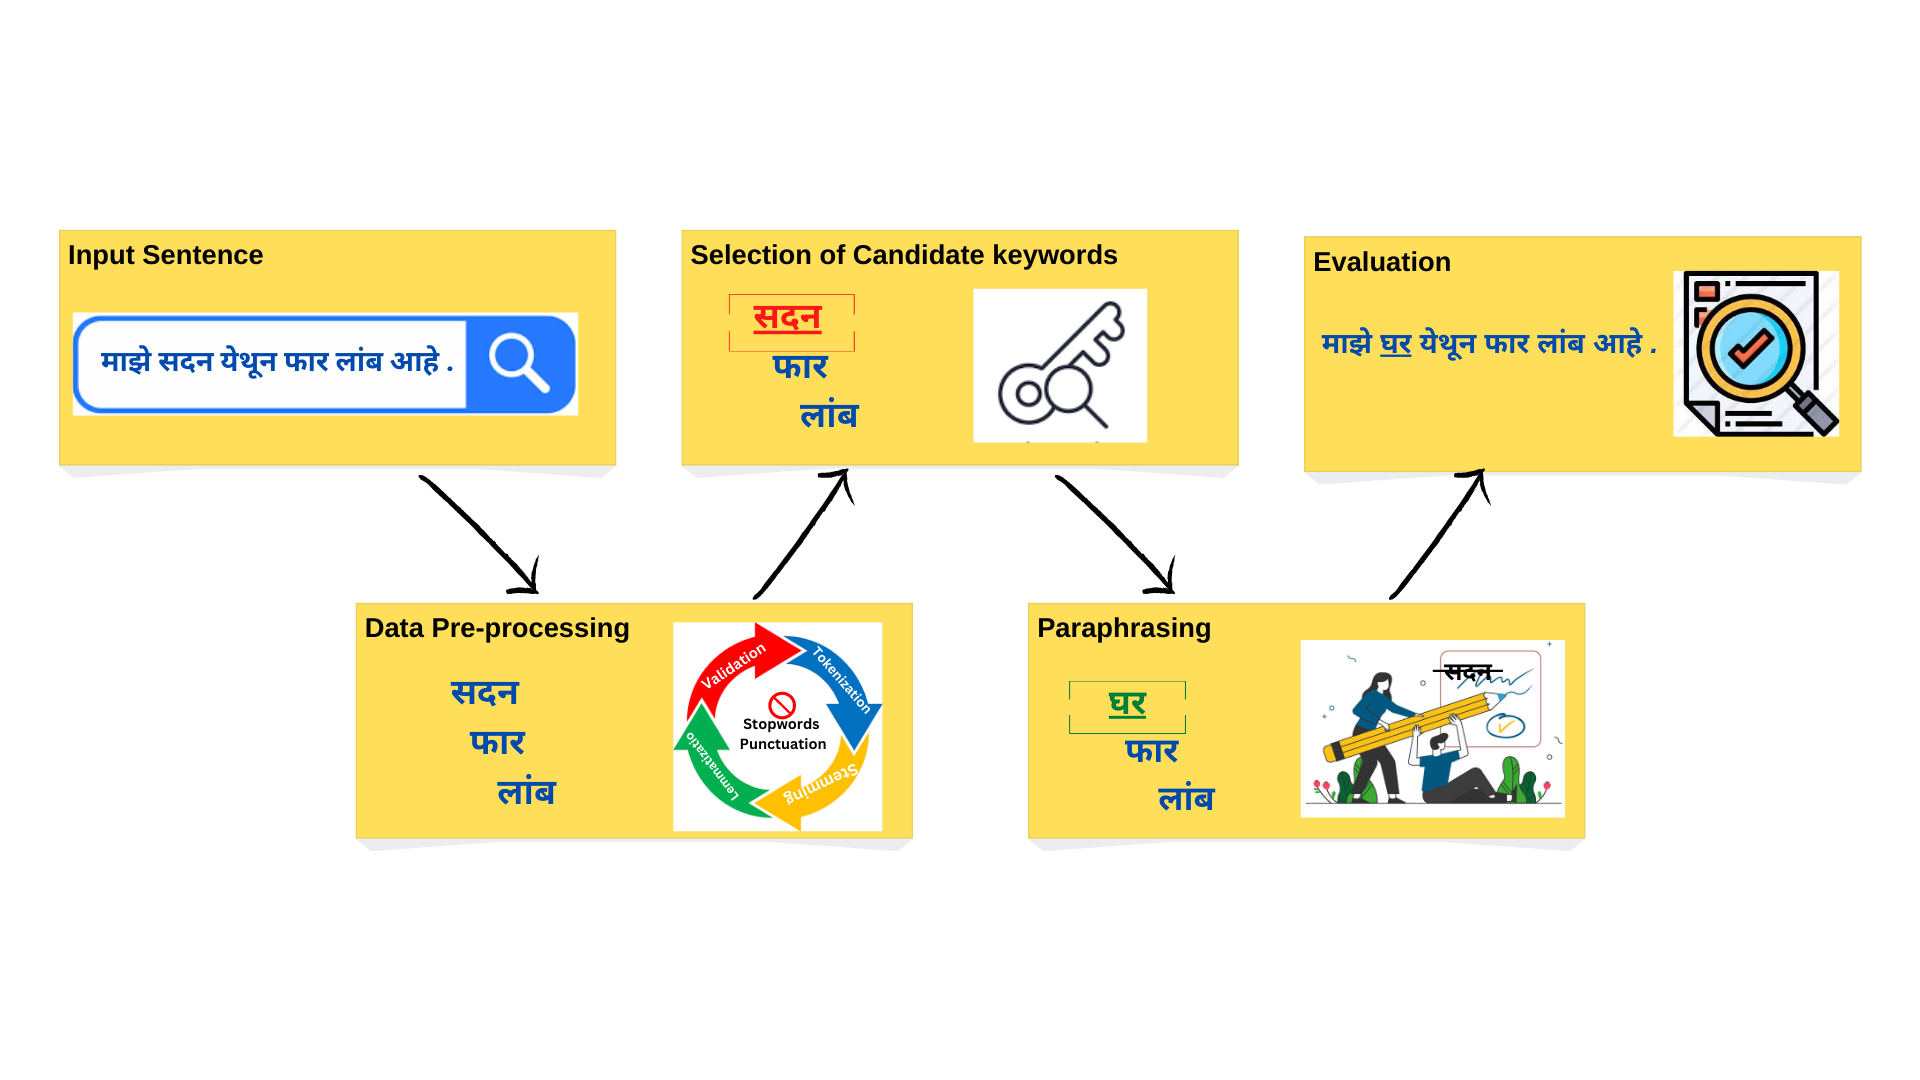 Input Sentence
माझे सदन येथून फार लांब आहे .
Data Pre-processing
सदन
फार
लांब
Validation
Tokenization
Stemming
Lemmatizatio
Stopwords
Punctuation
Selection of Candidate keywords
सदन
फार
लांब
Paraphrasing
घर
फार
लांब
सदन
Evaluation
माझे घर येथून फार लांब आहे .